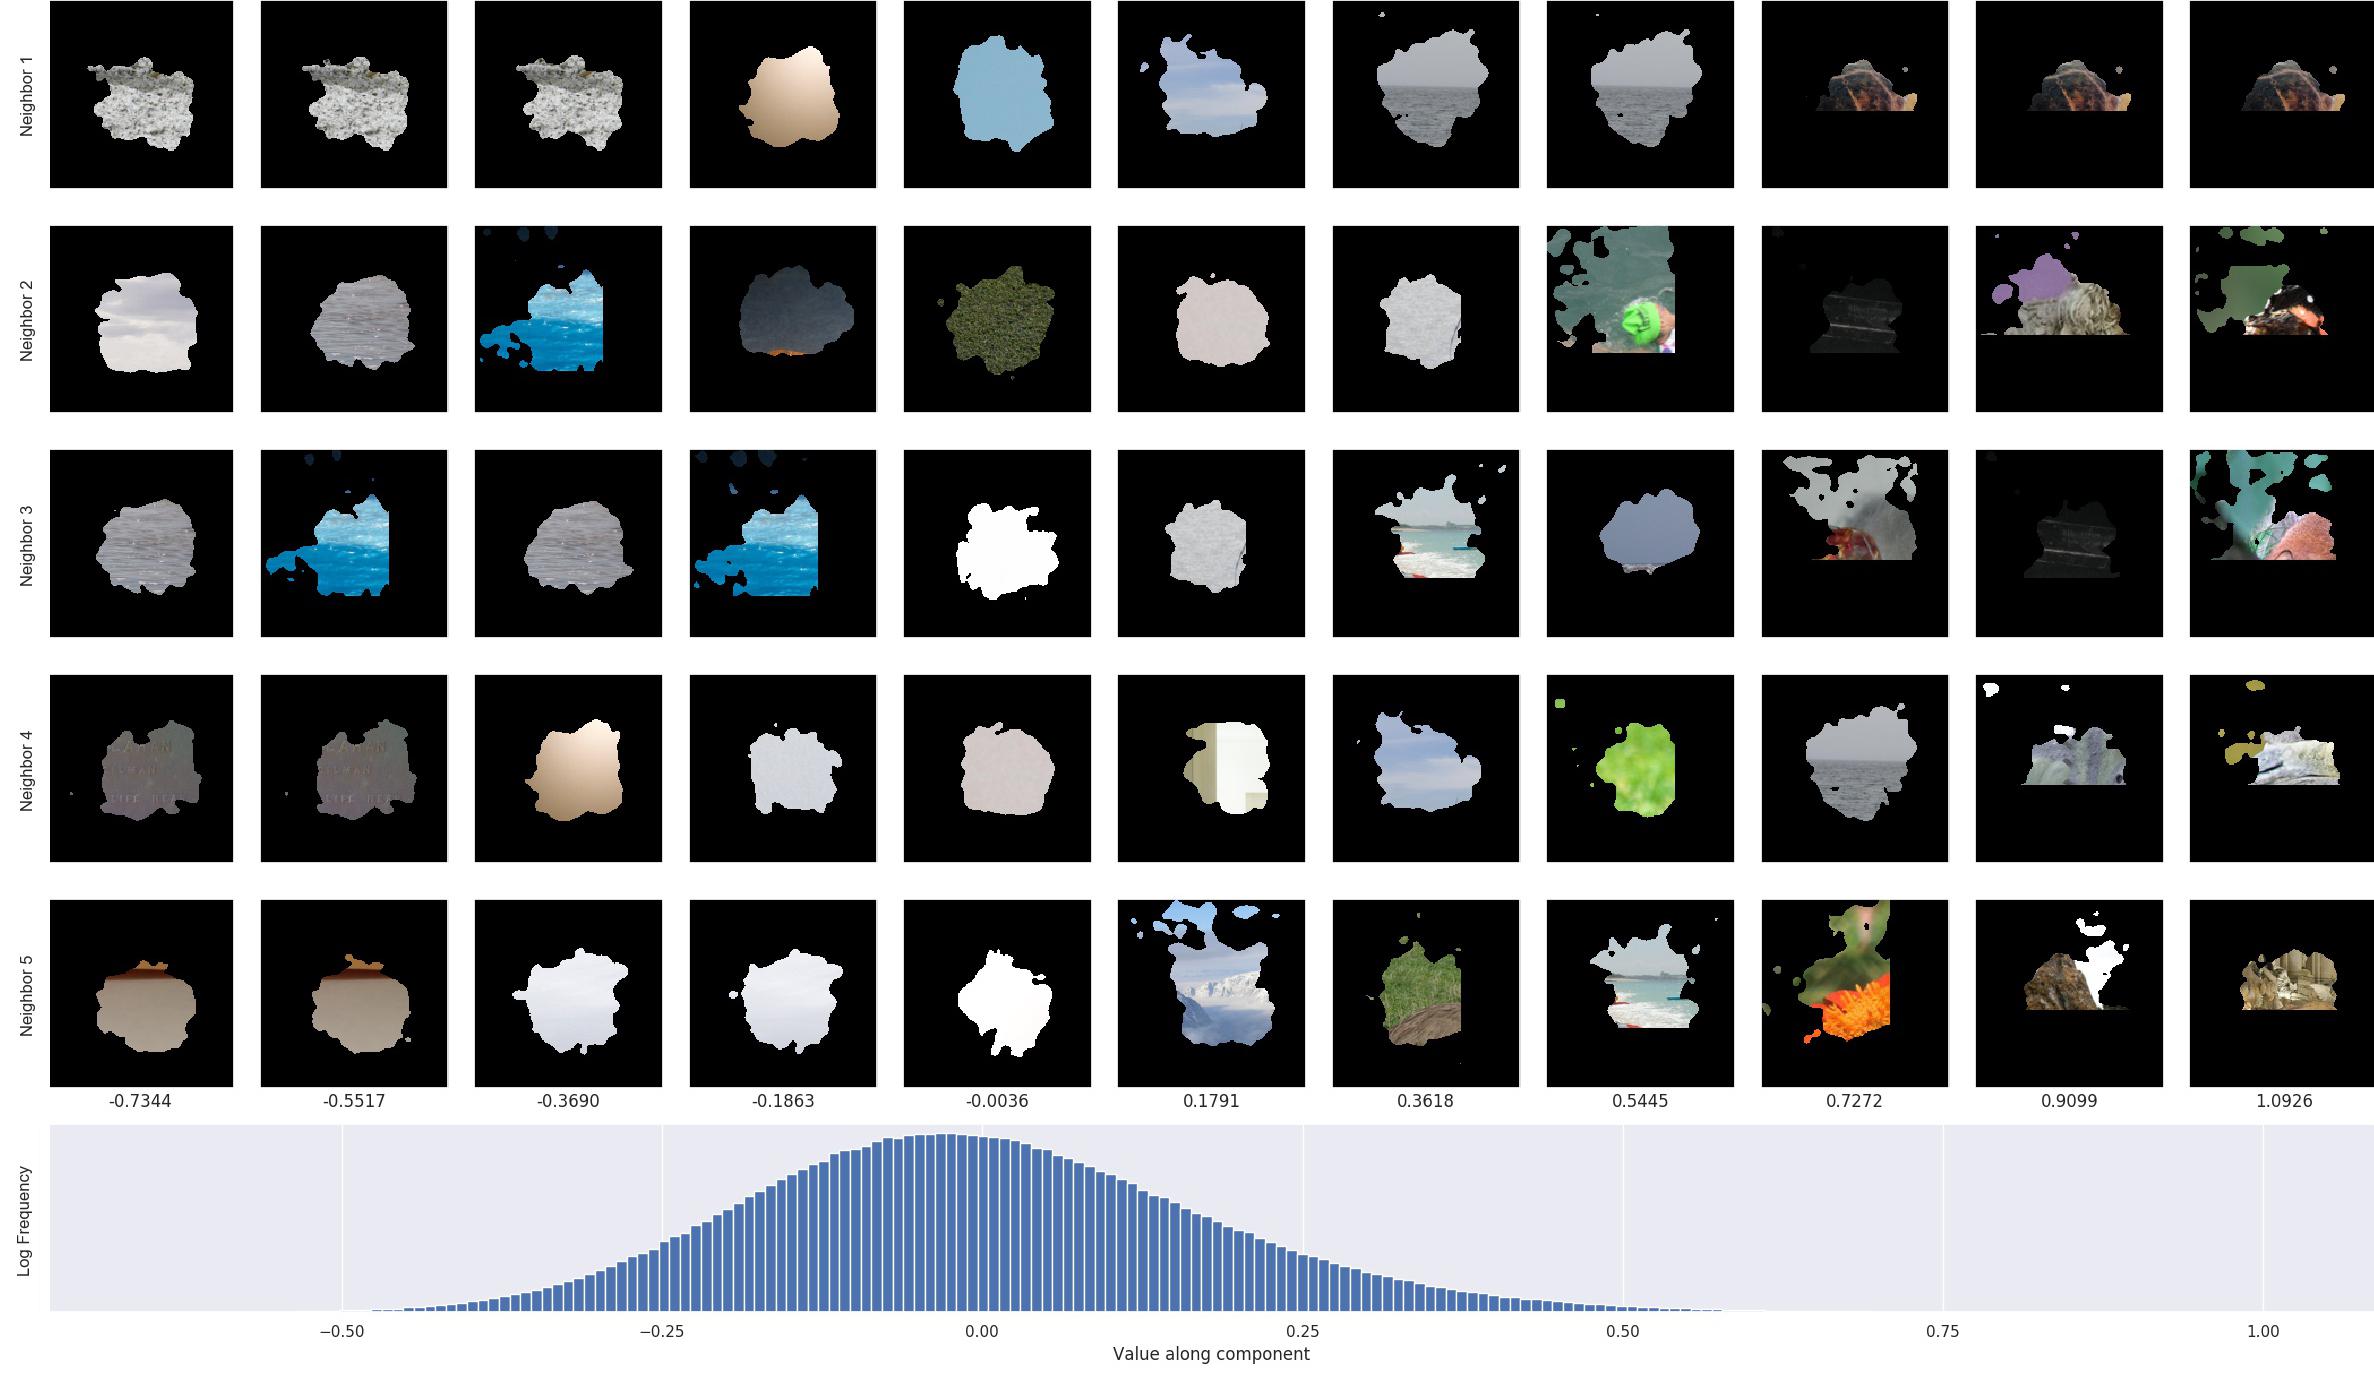 Neighbor 1
Neighbor 2
Neighbor 3
Neighbor 4
Neighbor 5
-0.7344 -0.5517 -0.3690 -0.1863 -0.0036 0.1791 0.3618 0.5445 0.7272 0.9099 1.0926
Log Frequency
−0.50 −0.25 0.00 0.25 0.50 0.75 1.00
Value along component